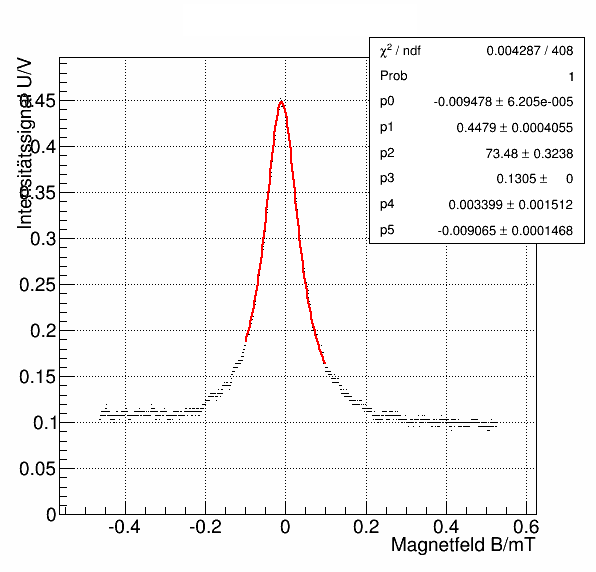 χ² / ndf 0.004287 / 408
Prob 1
p0 -0.009478 ± 6.205e-005
p1 0.4479 ± 0.0004055
p2 73.48 ± 0.3238
p3 0.1305 ± 0
p4 0.003399 ± 0.001512
p5 -0.009065 ± 0.0001468
Intensitätssignal U/V
0.45
0.4
0.35
0.3
0.25
0.2
0.15
0.1
0.05
0
-0.4 -0.2 0 0.2 0.4 0.6
Magnetfeld B/mT